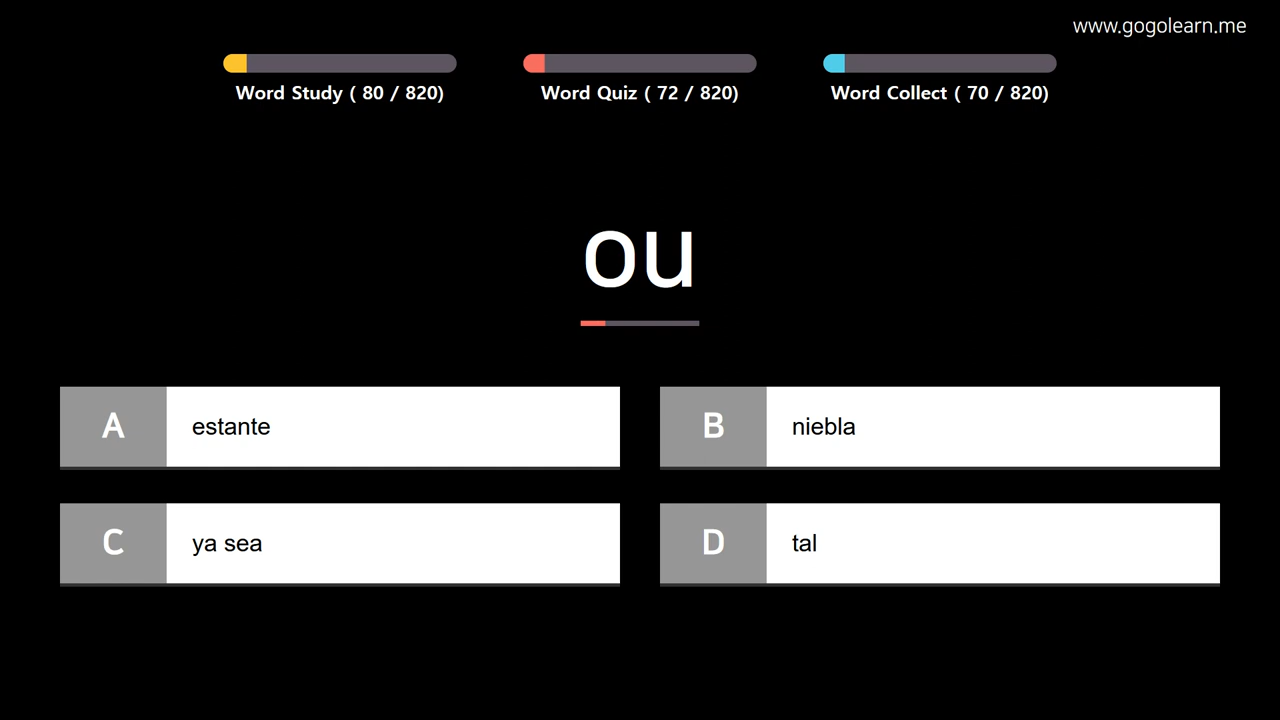 www.gogolearn.me
Word Study ( 80 / 820)
Word Quiz ( 72 / 820)
Word Collect ( 70 / 820)
ou
A estante
B niebla
C ya sea
D tal